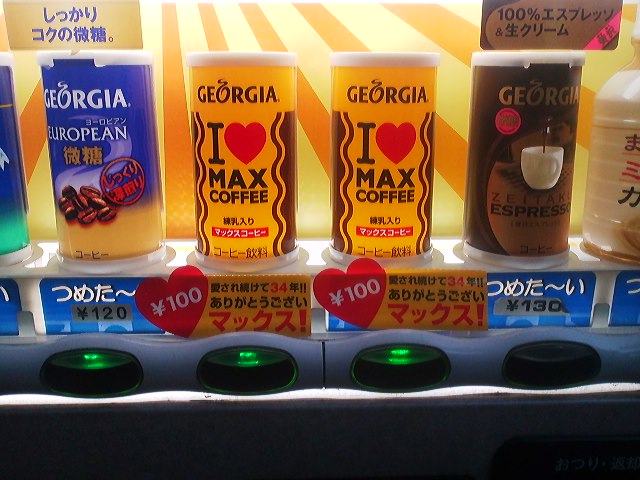 しっかり
コクの微糖。
100%エスプレッソ
&生クリーム
GEORGIA
ヨーロピアン
EUROPEAN
微糖
コーヒー
GEORGIA
I
MAX
COFFEE
練乳入り
マックスコーヒー
コーヒー飲料
GEORGIA
I
MAX
COFFEE
練乳入り
マックスコーヒー
コーヒー飲料
GEORGIA
ZEITAKU
ESPRESSO
コーヒー
つめた〜い
¥120
¥100
愛され続けて34年!!
ありがとうござい
マックス!
¥100
愛され続けて34年!!
ありがとうござい
マックス!
つめた〜い
¥130
おつり・返却